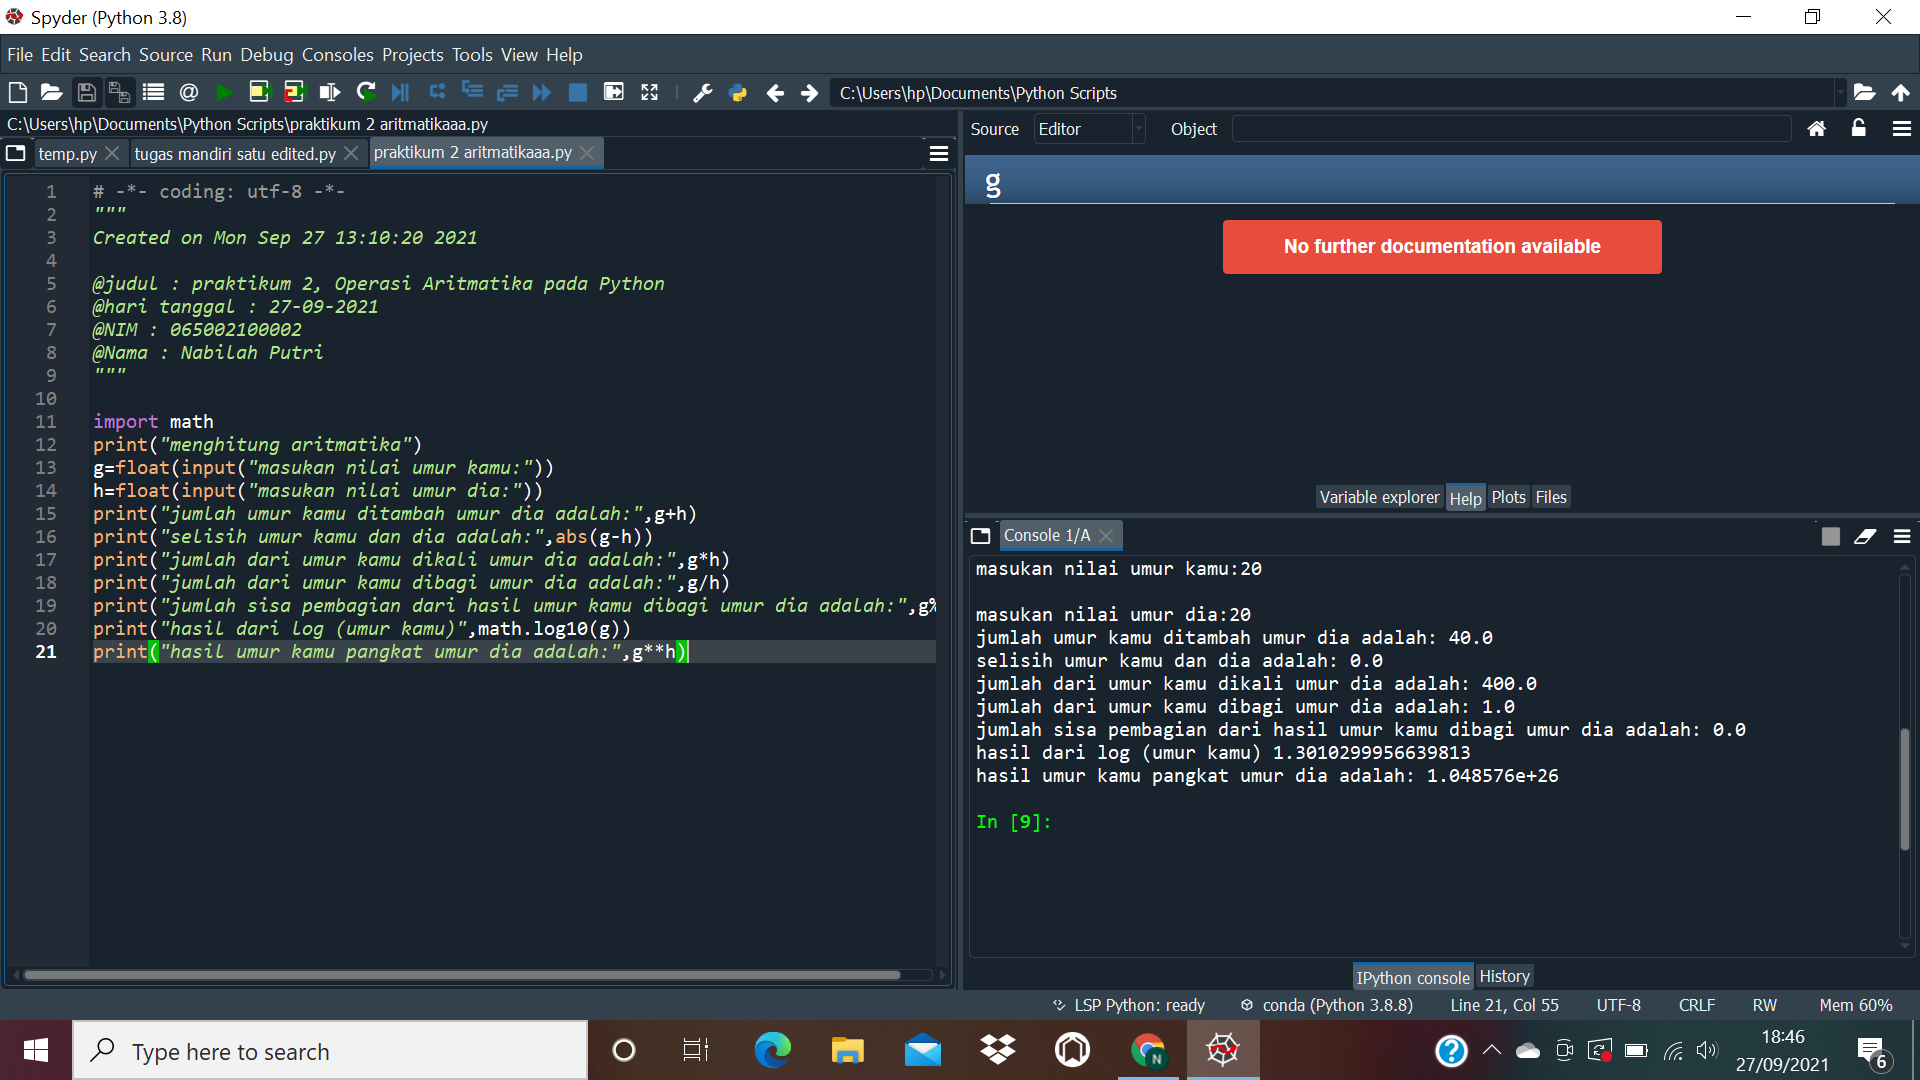 Spyder (Python 3.8)
File Edit Search Source Run Debug Consoles Projects Tools View Help
C:\Users\hp\Documents\Python Scripts
C:\Users\hp\Documents\Python Scripts\praktikum 2 aritmatikaaa.py
temp.py
tugas mandiri satu edited.py
praktikum 2 aritmatikaaa.py
1 # -*- coding: utf-8 -*-
2 """
3 Created on Mon Sep 27 13:10:20 2021
4
5 @judul : praktikum 2, Operasi Aritmatika pada Python
6 @hari tanggal : 27-09-2021
7 @NIM : 065002100002
8 @Nama : Nabilah Putri
9 """
10
11 import math
12 print("menghitung aritmatika")
13 g=float(input("masukan nilai umur kamu:"))
14 h=float(input("masukan nilai umur dia:"))
15 print("jumlah umur kamu ditambah umur dia adalah:",g+h)
16 print("selisih umur kamu dan dia adalah:",abs(g-h))
17 print("jumlah dari umur kamu dikali umur dia adalah:",g*h)
18 print("jumlah dari umur kamu dibagi umur dia adalah:",g/h)
19 print("jumlah sisa pembagian dari hasil umur kamu dibagi umur dia adalah:",g%
20 print("hasil dari log (umur kamu)",math.log10(g))
21 print("hasil umur kamu pangkat umur dia adalah:",g**h)
Source Editor Object
g
No further documentation available
Variable explorer Help Plots Files
Console 1/A
masukan nilai umur kamu:20
masukan nilai umur dia:20
jumlah umur kamu ditambah umur dia adalah: 40.0
selisih umur kamu dan dia adalah: 0.0
jumlah dari umur kamu dikali umur dia adalah: 400.0
jumlah dari umur kamu dibagi umur dia adalah: 1.0
jumlah sisa pembagian dari hasil umur kamu dibagi umur dia adalah: 0.0
hasil dari log (umur kamu) 1.3010299956639813
hasil umur kamu pangkat umur dia adalah: 1.048576e+26
In [9]:
IPython console History
LSP Python: ready conda (Python 3.8.8) Line 21, Col 55 UTF-8 CRLF RW Mem 60%
Type here to search
N
18:46
27/09/2021
6